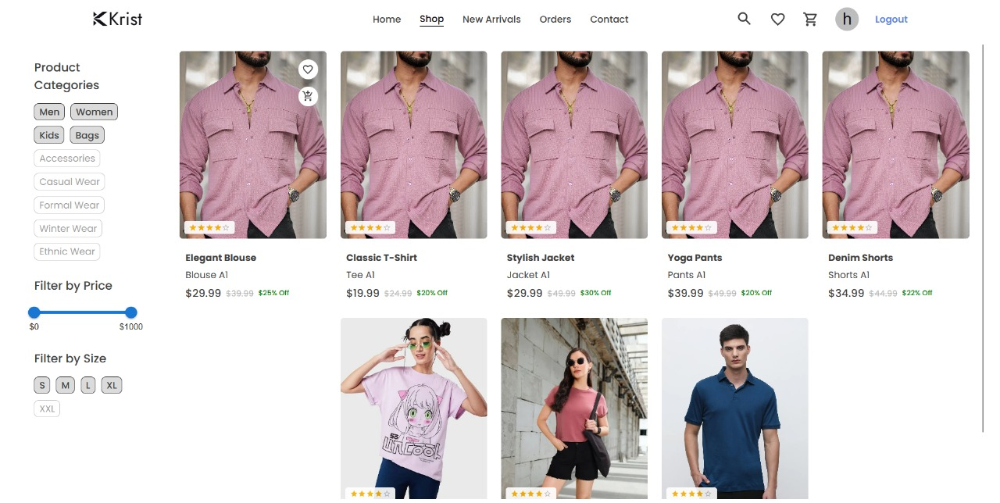 Krist
Home Shop New Arrivals Orders Contact
h
Logout
Product
Categories
Men Women
Kids Bags
Accessories
Casual Wear
Formal Wear
Winter Wear
Ethnic Wear
Filter by Price
$0 $1000
Filter by Size
S M L XL
XXL
Elegant Blouse
Blouse A1
$29.99 $39.99 $25% Off
Classic T-Shirt
Tee A1
$19.99 $24.99 $20% Off
Stylish Jacket
Jacket A1
$29.99 $49.99 $30% Off
Yoga Pants
Pants A1
$39.99 $49.99 $20% Off
Denim Shorts
Shorts A1
$34.99 $44.99 $22% Off